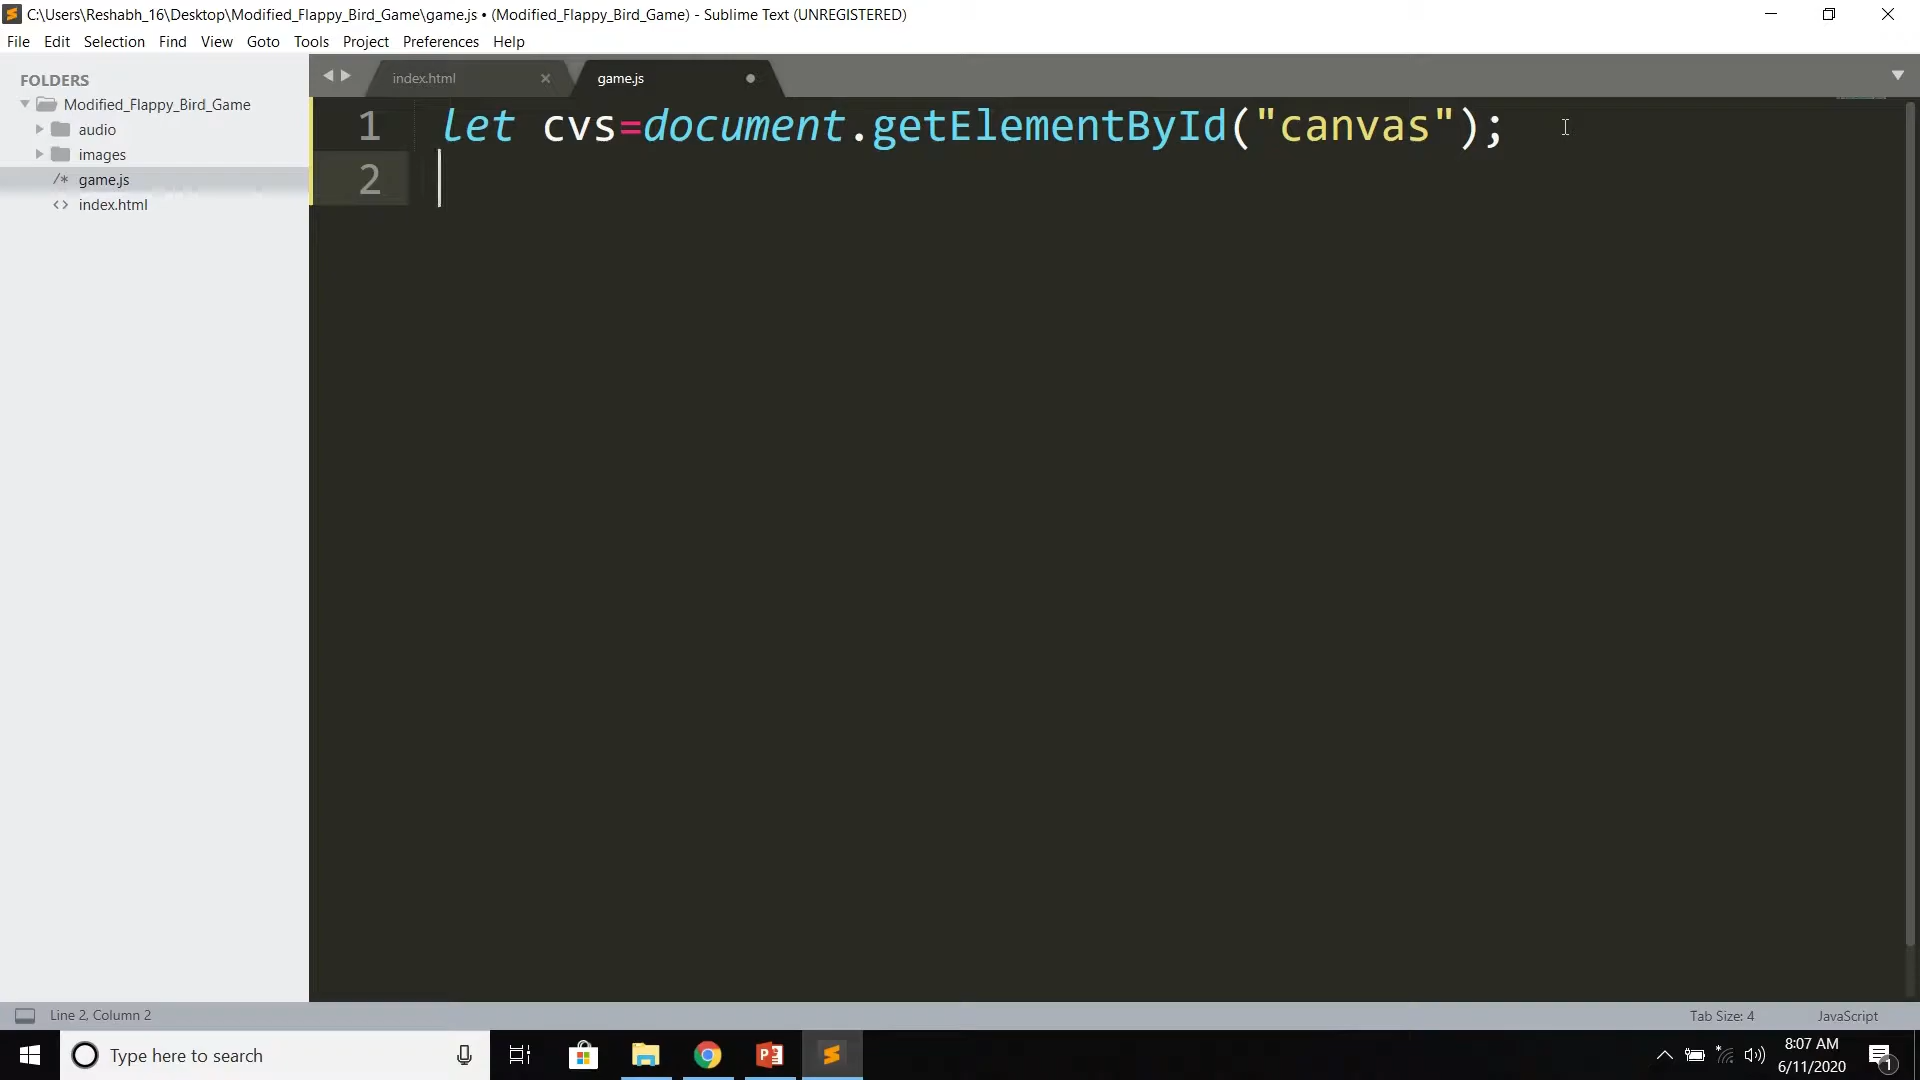 C:\Users\Reshabh_16\Desktop\Modified_Flappy_Bird_Game\game.js • (Modified_Flappy_Bird_Game) - Sublime Text (UNREGISTERED)
File Edit Selection Find View Goto Tools Project Preferences Help
FOLDERS
Modified_Flappy_Bird_Game
audio
images
/* game.js
<> index.html
index.html
game.js
1 let cvs=document.getElementById("canvas");
2
Line 2, Column 2
Tab Size: 4
JavaScript
Type here to search
8:07 AM
6/11/2020
1